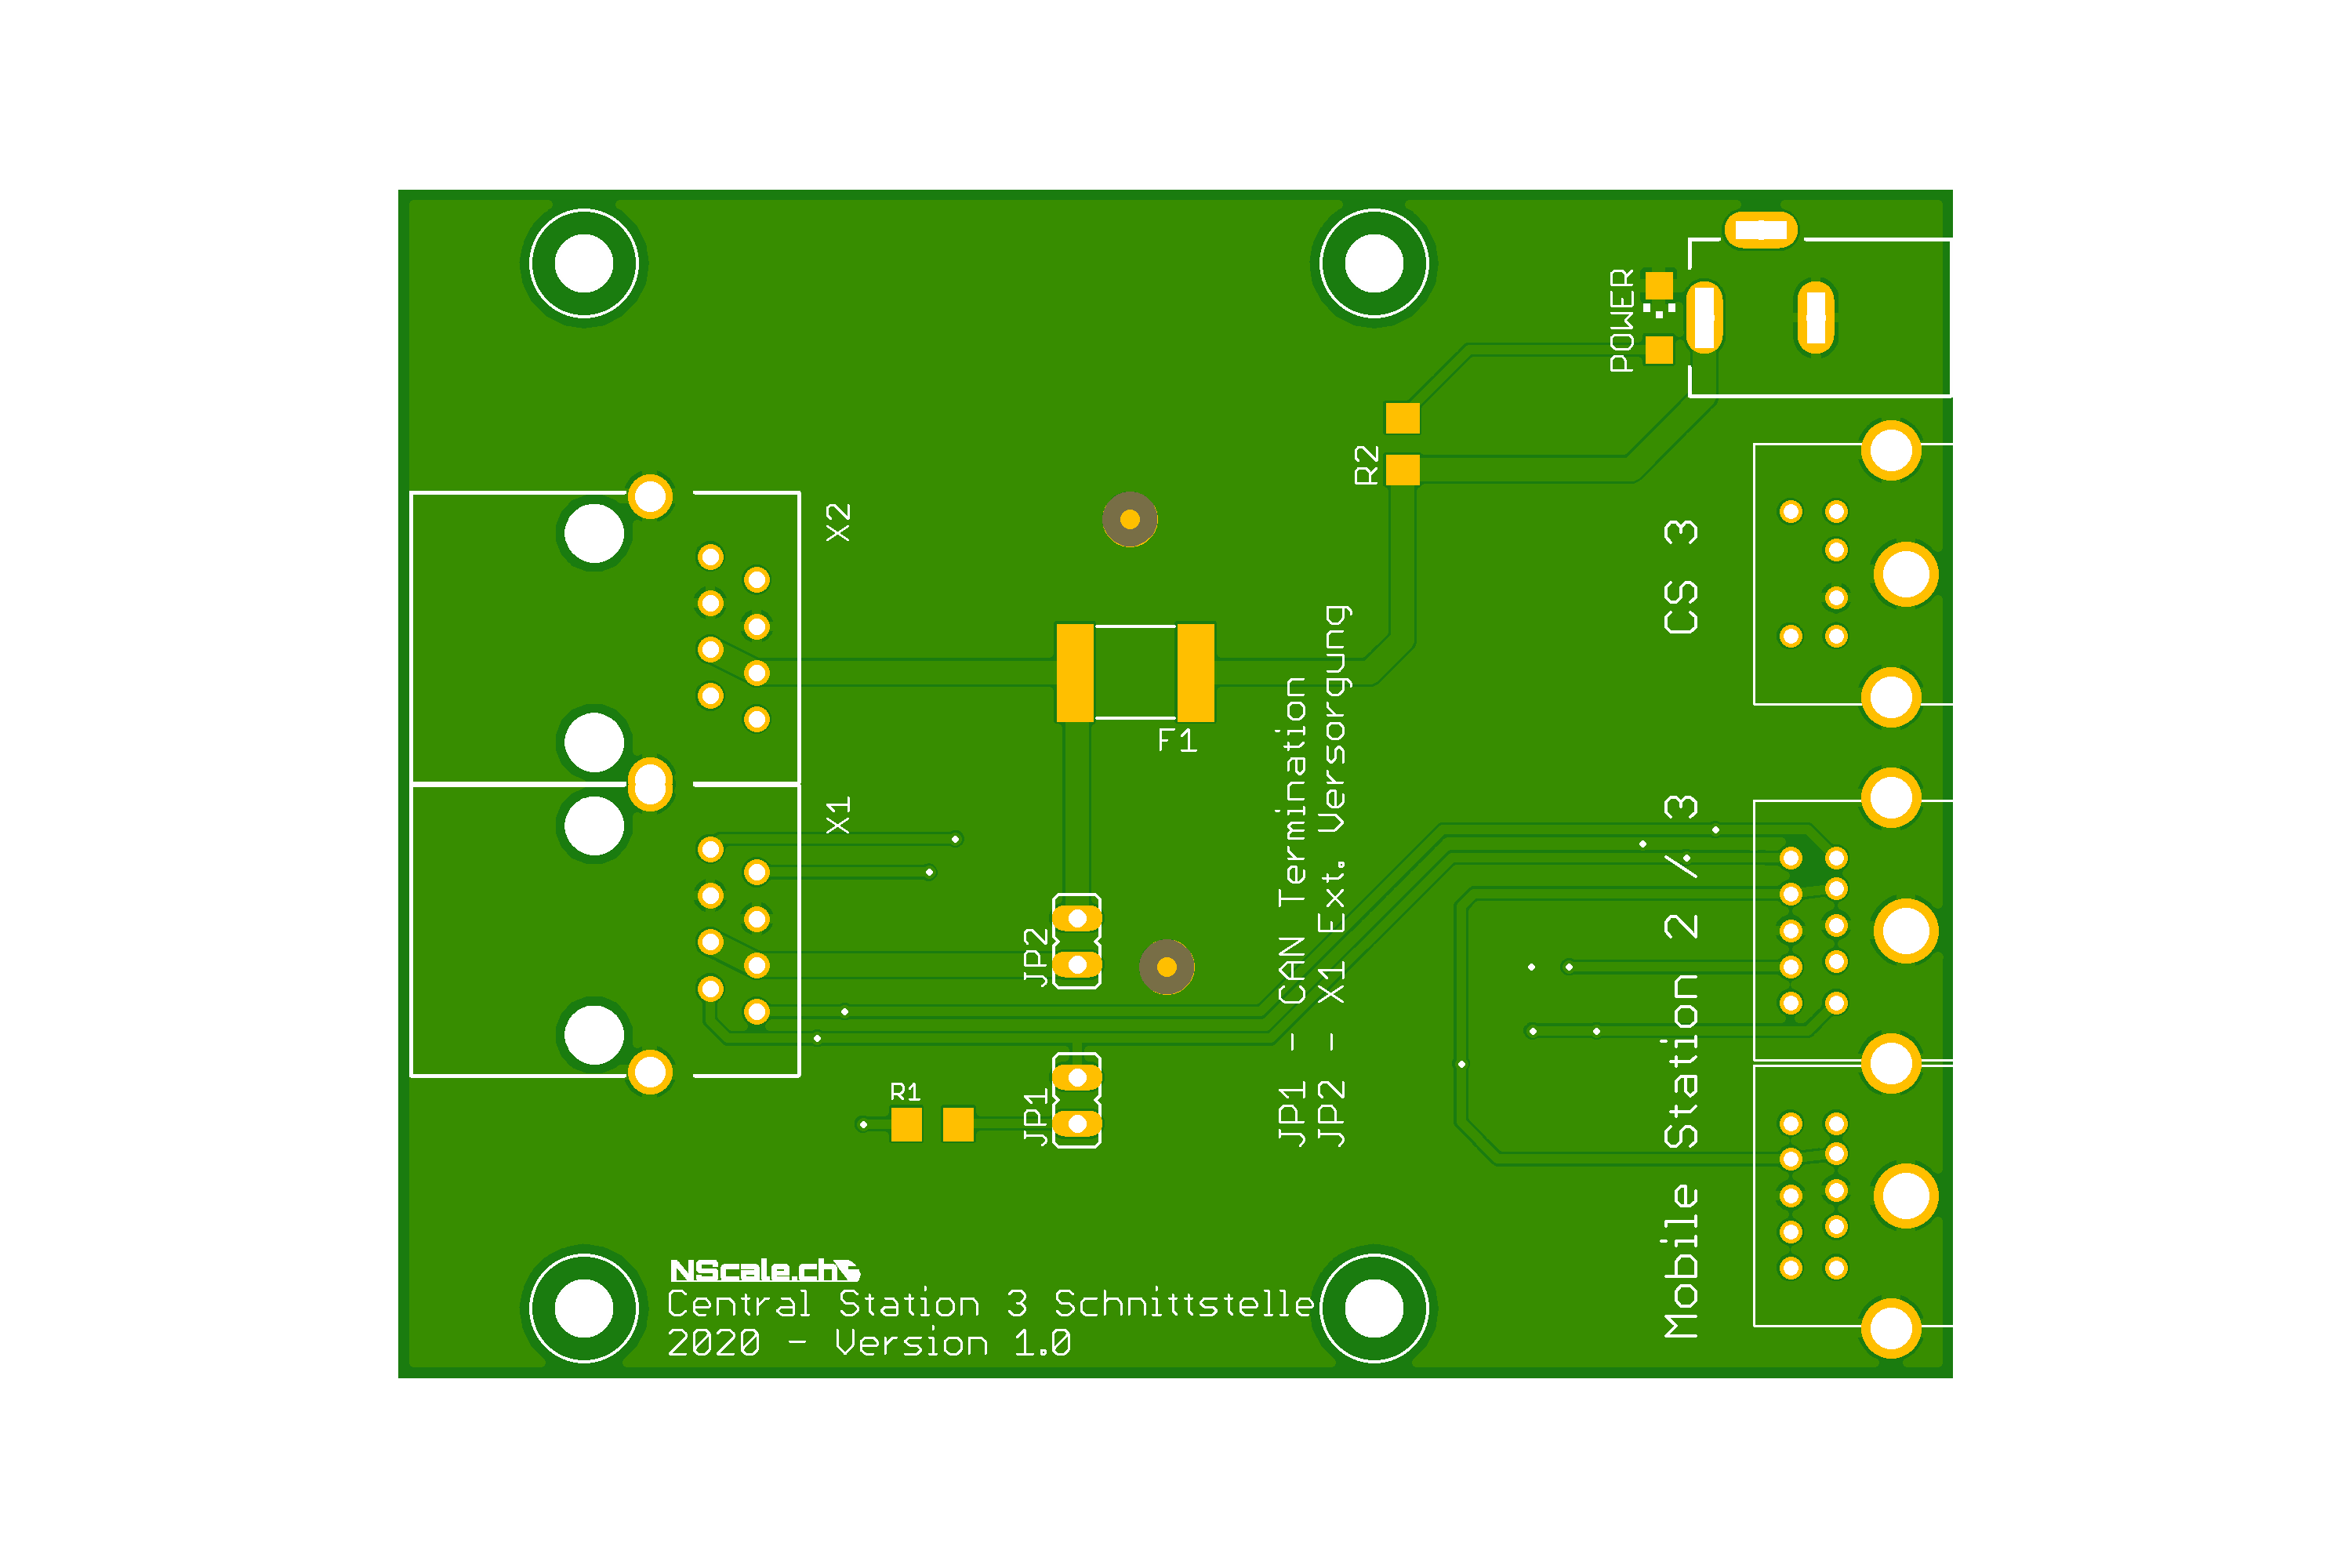 POWER
R2
X2
CS 3
F1
X1
JP2
JP1 - CAN Termination
JP2 - X1 Ext. Versorgung
Mobile Station 2 / 3
R1
JP1
NScale.ch
Central Station 3 Schnittstelle
2020 - Version 1.0